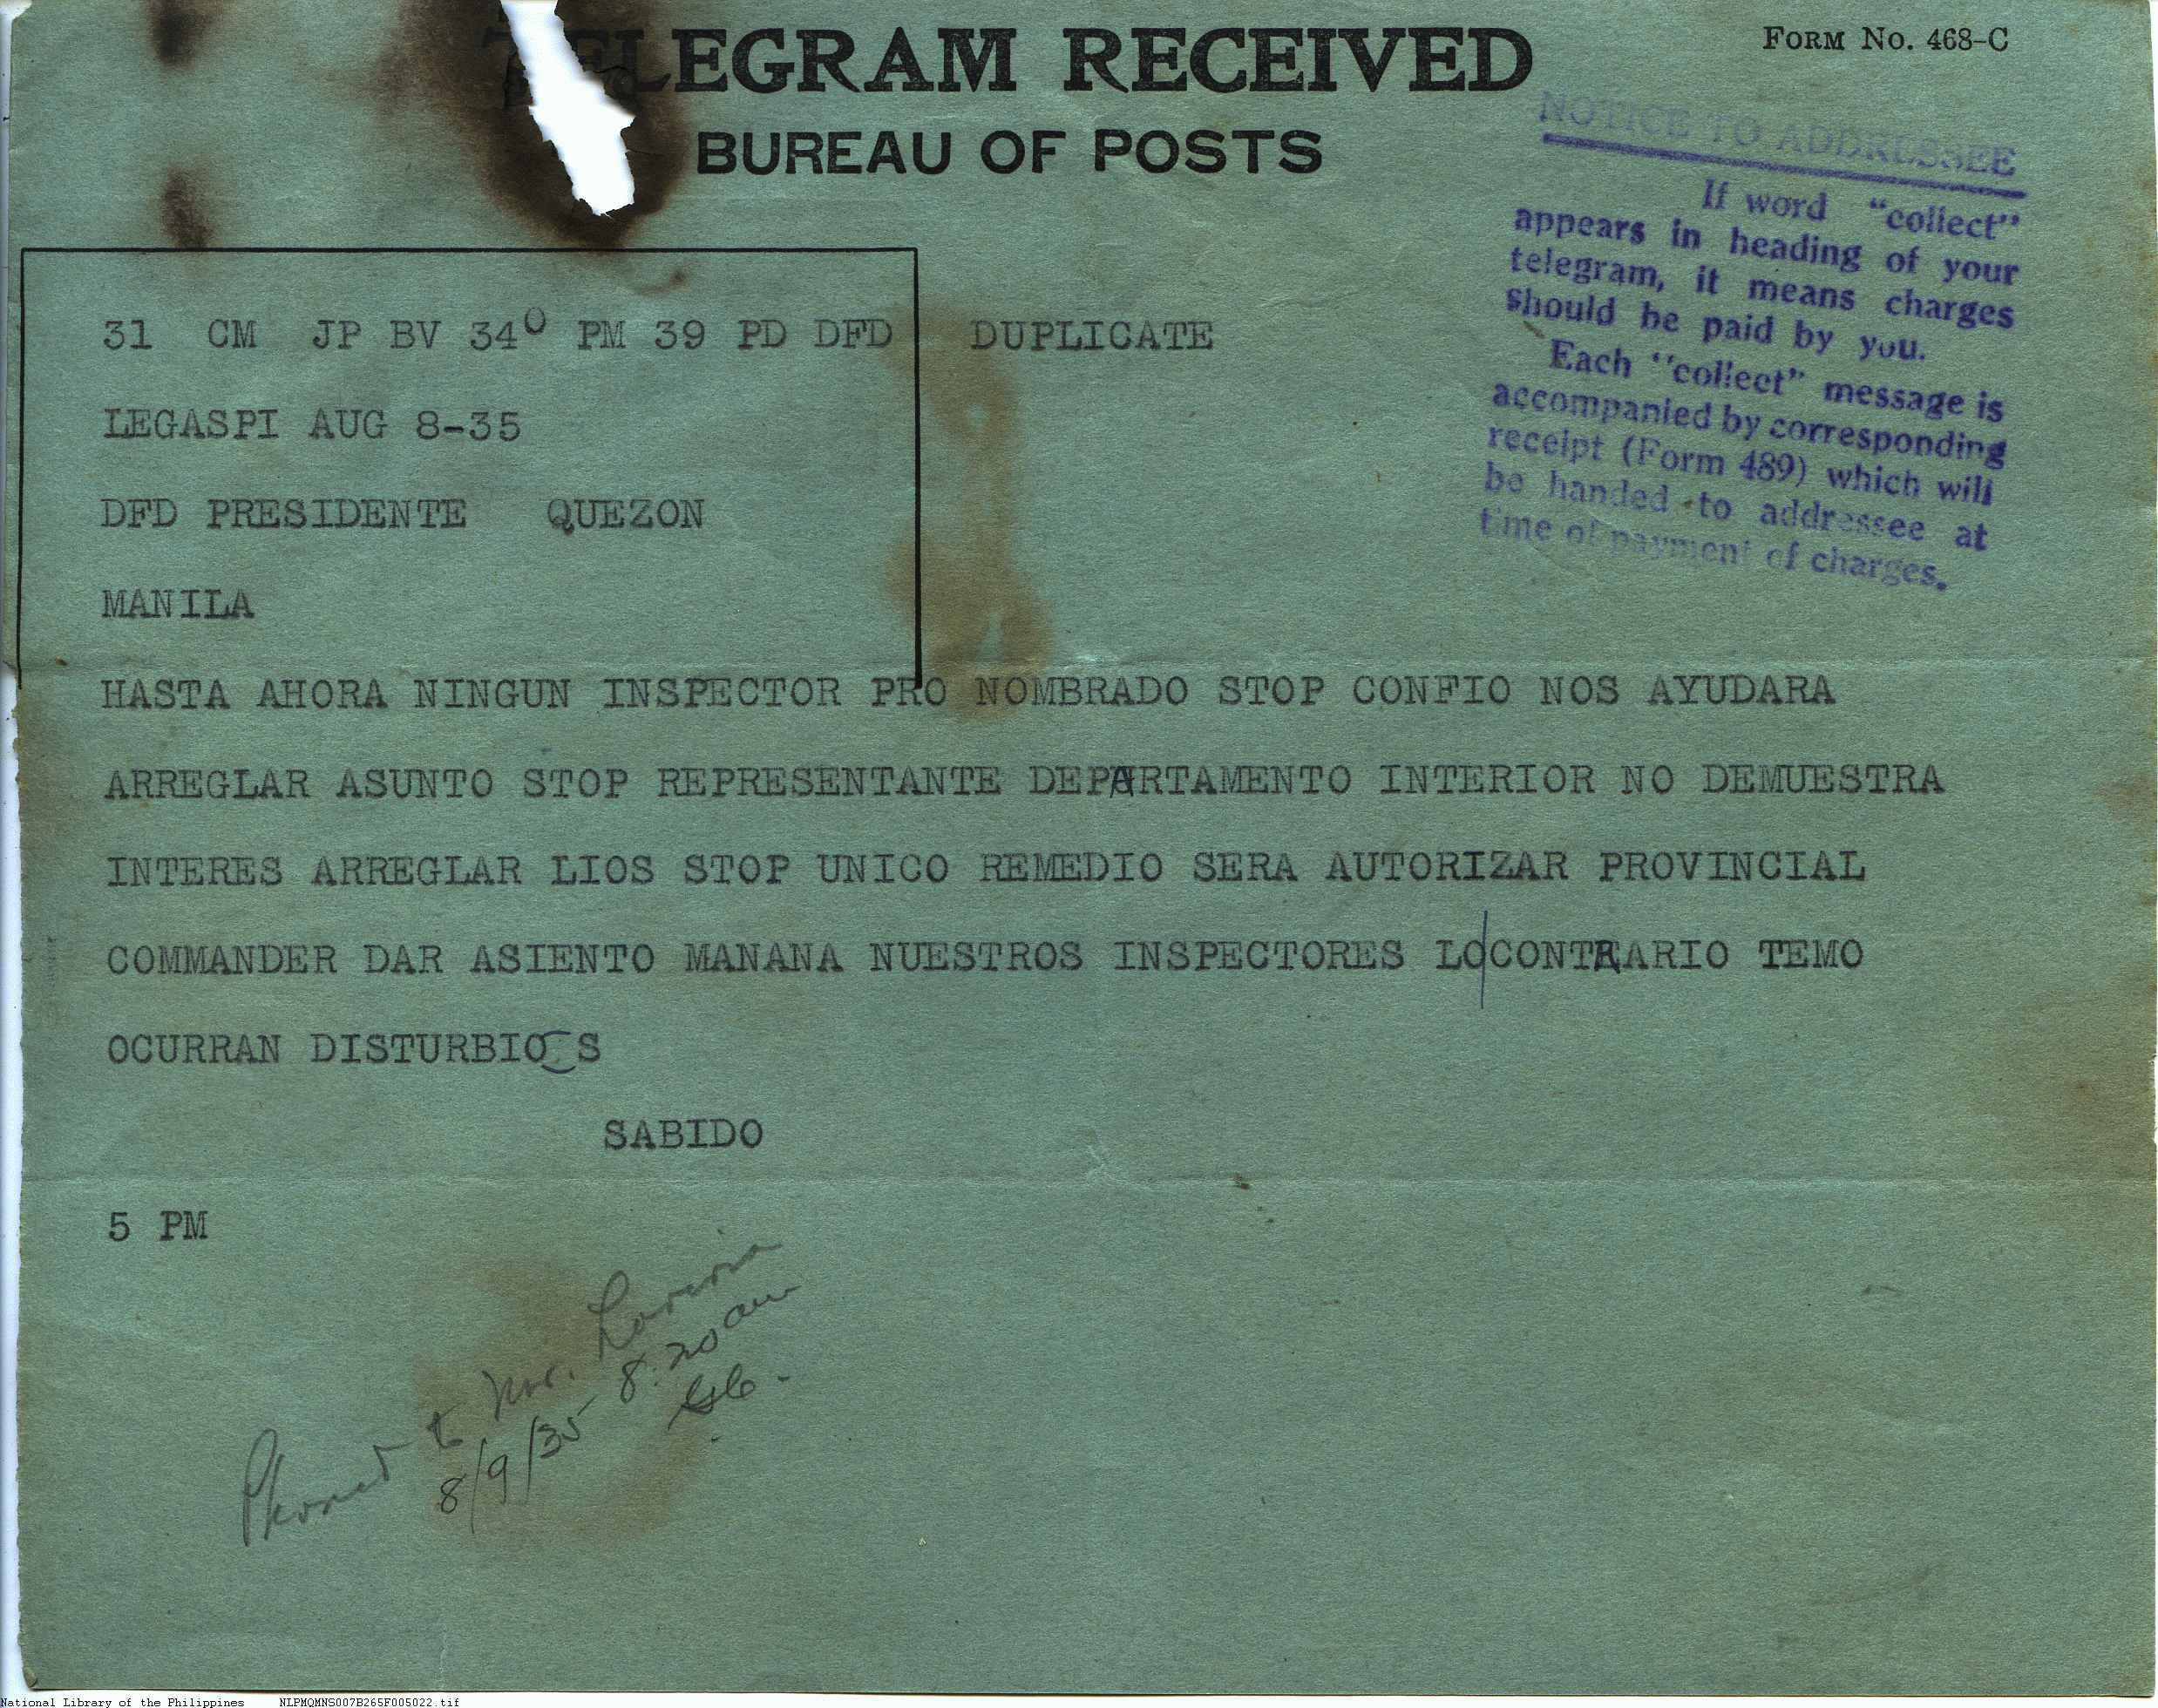 TELEGRAM RECEIVED
FORM NO. 468-C
BUREAU OF POSTS
NOTICE TO ADDRESSEE
If word "collect"
appears in heading of your
telegram, it means charges
should be paid by you.
Each "collect" message is
accompanied by corresponding
receipt (Form 489) which will
be handed to addressee at
time of payment of charges.
31 CM JP BV 340 PM 39 PD DFD DUPLICATE
LEGASPI AUG 8-35
DFD PRESIDENTE QUEZON
MANILA
HASTA AHORA NINGUN INSPECTOR PRO NOMBRADO STOP CONFIO NOS AYUDARA
ARREGLAR ASUNTO STOP REPRESENTANTE DEPARTAMENTO INTERIOR NO DEMUESTRA
INTERES ARREGLAR LIOS STOP UNICO REMEDIO SERA AUTORIZAR PROVINCIAL
COMMANDER DAR ASIENTO MANANA NUESTROS INSPECTORES LO CONTRARIO TEMO
OCURRAN DISTURBIOS
SABIDO
5 PM
Phoned to Mr.
8/9/35 8:20 am
National Library of the Philippines NLPMQMNS007B265F005022.tif